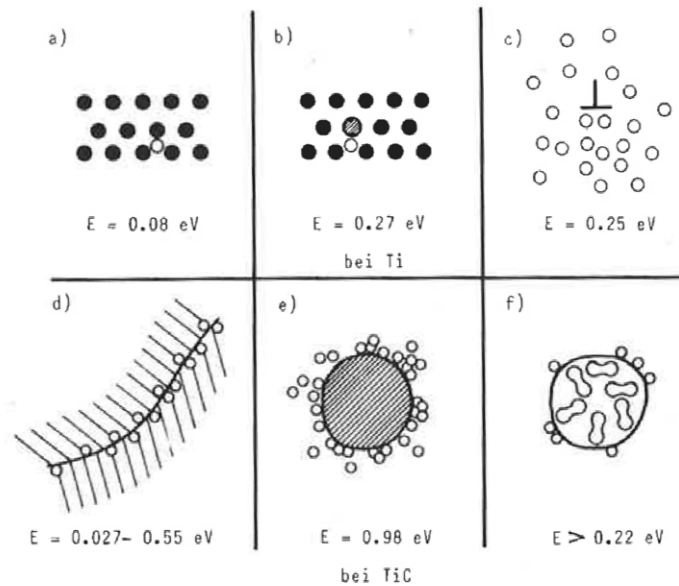 a)
b)
c)
E = 0.08 eV
E = 0.27 eV
bei Ti
E = 0.25 eV
d)
e)
f)
E = 0.027- 0.55 eV
E = 0.98 eV
bei TiC
E > 0.22 eV